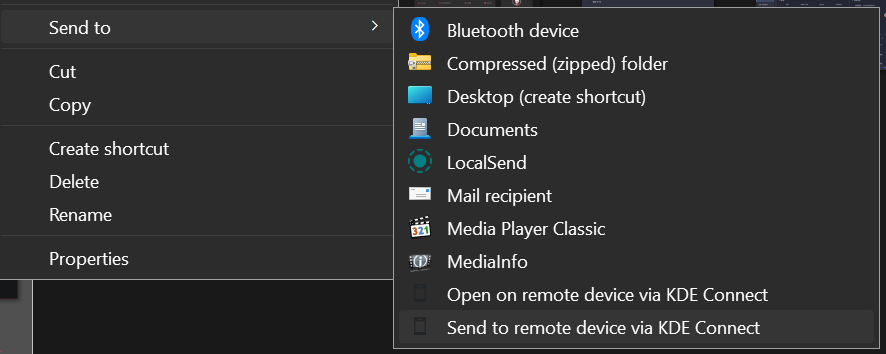 Send to
Cut
Copy
Create shortcut
Delete
Rename
Properties
Bluetooth device
Compressed (zipped) folder
Desktop (create shortcut)
Documents
LocalSend
Mail recipient
321
Media Player Classic
MediaInfo
Open on remote device via KDE Connect
Send to remote device via KDE Connect